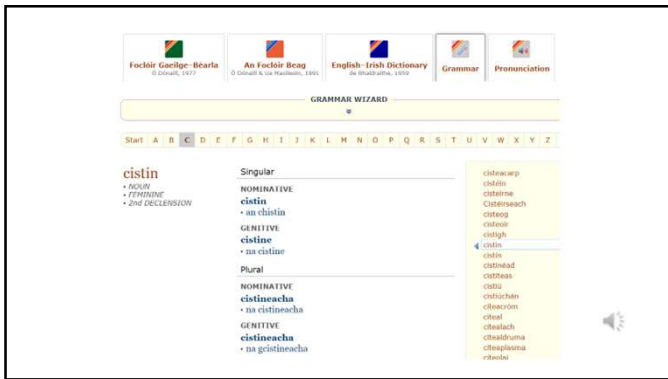 Foclóir Gaeilge–Béarla
Ó Dónaill, 1977
An Foclóir Beag
Ó Dónaill & Ua Maoileoin, 1991
English–Irish Dictionary
de Bhaldraithe, 1959
Grammar
Pronunciation
GRAMMAR WIZARD
Start A B C D E F G H I J K L M N O P Q R S T U V W X Y Z
cistin
• NOUN
• FEMININE
• 2nd DECLENSION
Singular
NOMINATIVE
cistin
• an chistin
GENITIVE
cistine
• na cistine
Plural
NOMINATIVE
cistineacha
• na cistineacha
GENITIVE
cistineacha
• na gcistineacha
cisteacarp
cistéin
Cistéirseach
cisteog
cisteoir
cistigh
cistin
cistin
cistinéad
cistíteas
cistiú
cistiúchán
citeacróm
citeal
citealach
citealdruma
citeaplasma
citeolaí